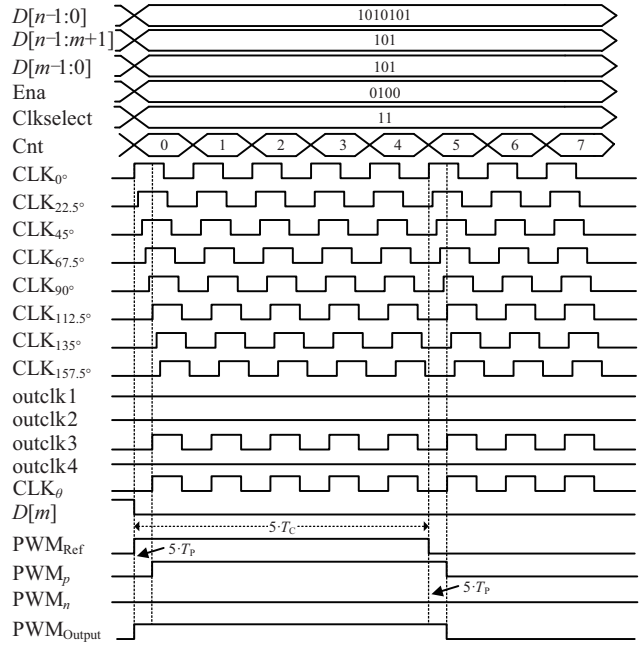 D[n−1:0] 1010101
D[n−1:m+1] 101
D[m−1:0] 101
Ena 0100
Clkselect 11
Cnt 0 1 2 3 4 5 6 7
CLK0°
CLK22.5°
CLK45°
CLK67.5°
CLK90°
CLK112.5°
CLK135°
CLK157.5°
outclk1
outclk2
outclk3
outclk4
CLKθ
D[m]
5·TC
PWMRef 5·TP
PWMp
5·TP
PWMn
PWMOutput